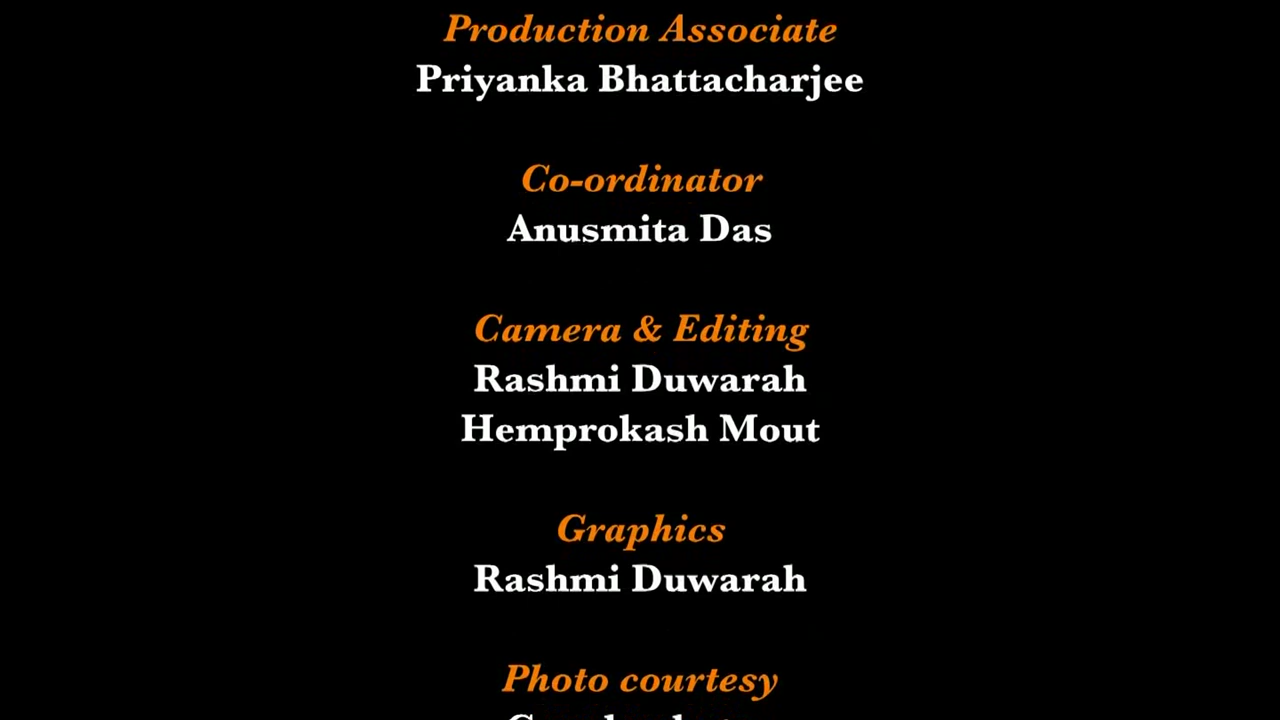 Production Associate
Priyanka Bhattacharjee
Co-ordinator
Anusmita Das
Camera & Editing
Rashmi Duwarah
Hemprokash Mout
Graphics
Rashmi Duwarah
Photo courtesy